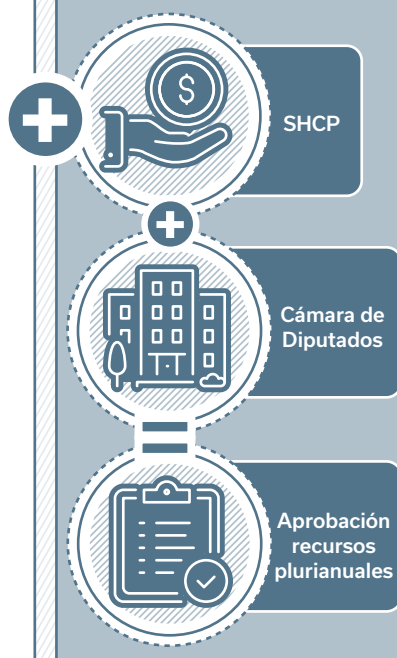 $
SHCP
Cámara de
Diputados
Aprobación
recursos
plurianuales